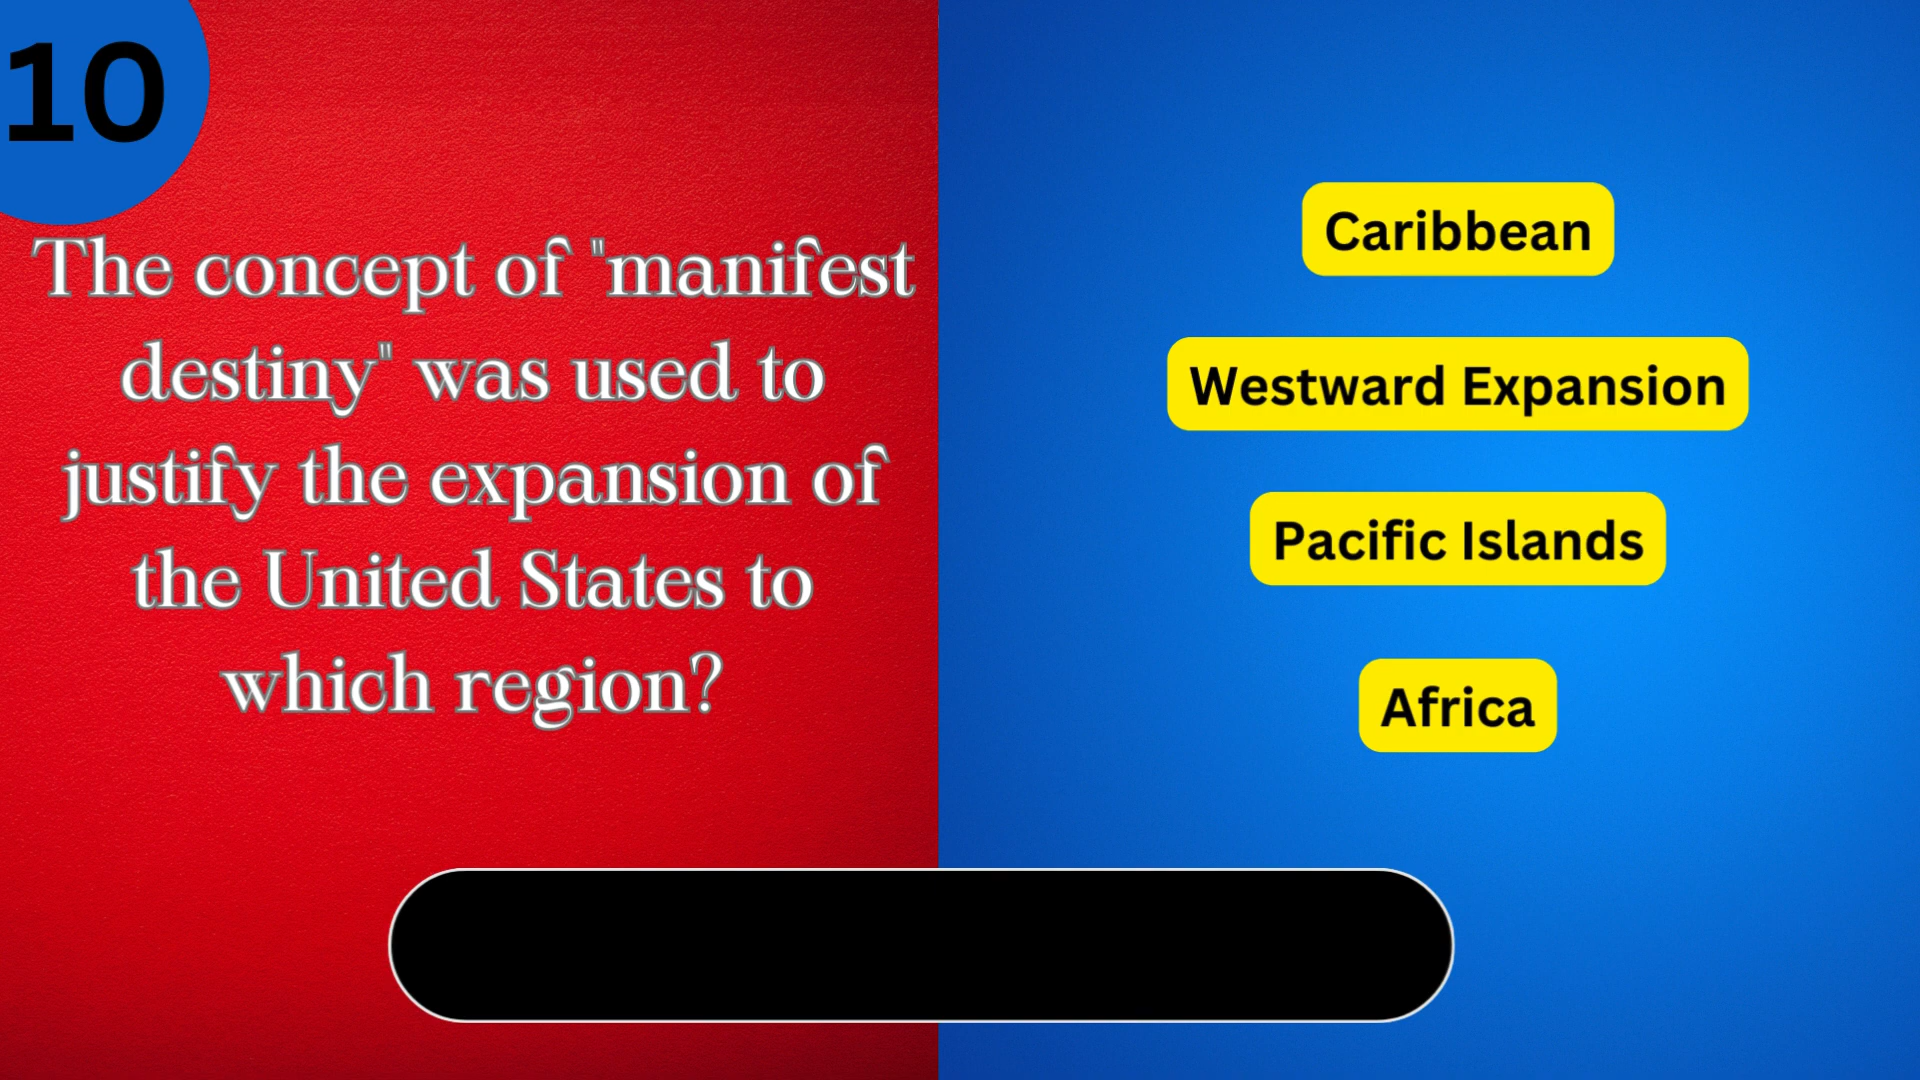 10
The concept of "manifest
destiny" was used to
justify the expansion of
the United States to
which region?
Caribbean
Westward Expansion
Pacific Islands
Africa